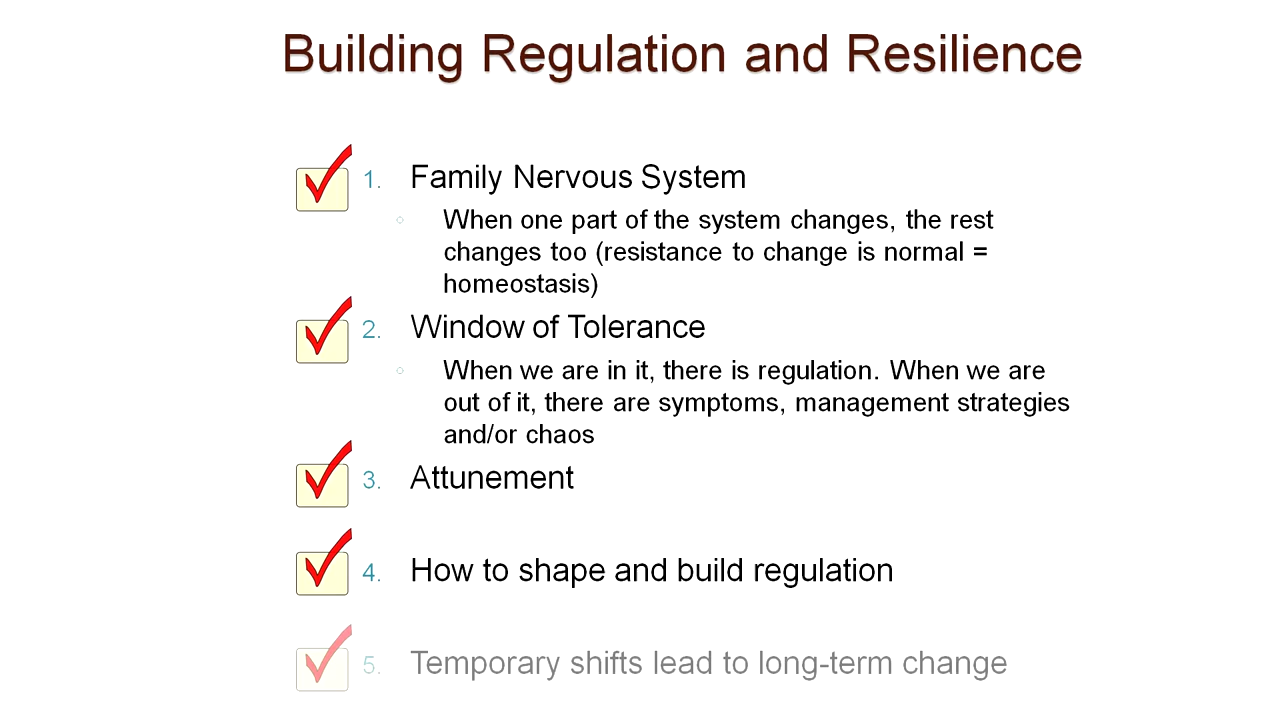 Building Regulation and Resilience
1. Family Nervous System
When one part of the system changes, the rest
changes too (resistance to change is normal =
homeostasis)
2. Window of Tolerance
When we are in it, there is regulation. When we are
out of it, there are symptoms, management strategies
and/or chaos
3. Attunement
4. How to shape and build regulation
5. Temporary shifts lead to long-term change